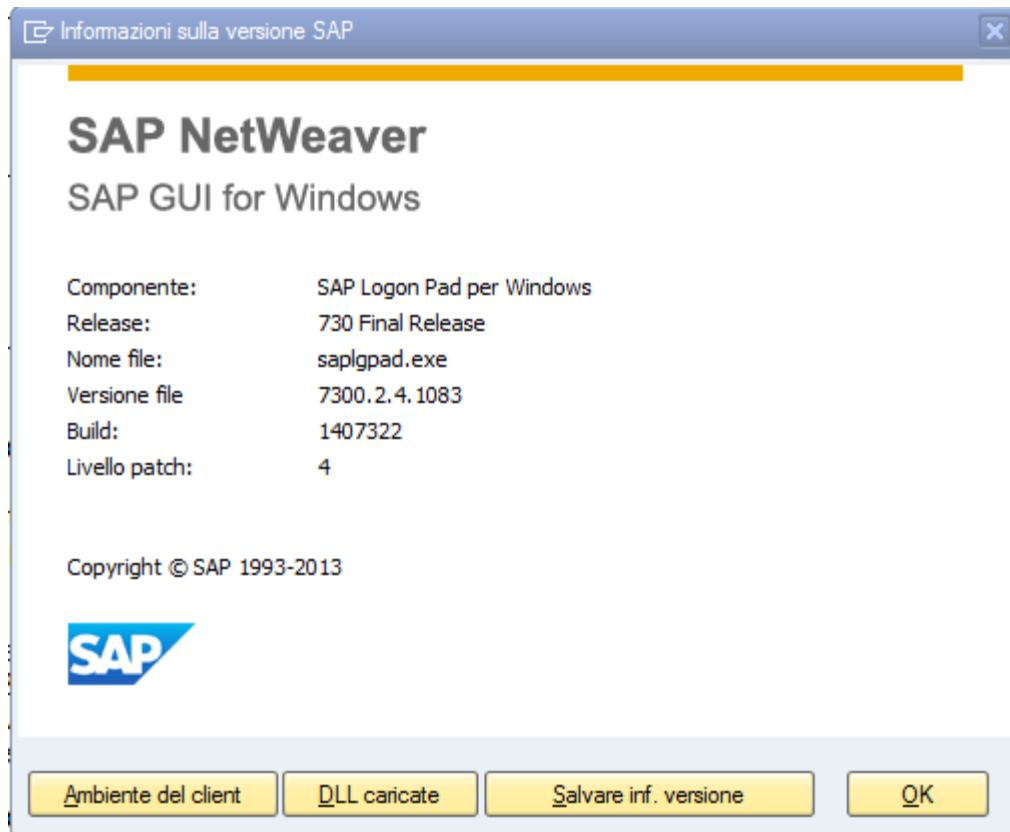 Informazioni sulla versione SAP
SAP NetWeaver
SAP GUI for Windows
Componente: SAP Logon Pad per Windows
Release: 730 Final Release
Nome file: saplgpad.exe
Versione file 7300.2.4.1083
Build: 1407322
Livello patch: 4
Copyright © SAP 1993-2013
SAP
Ambiente del client DLL caricate Salvare inf. versione OK